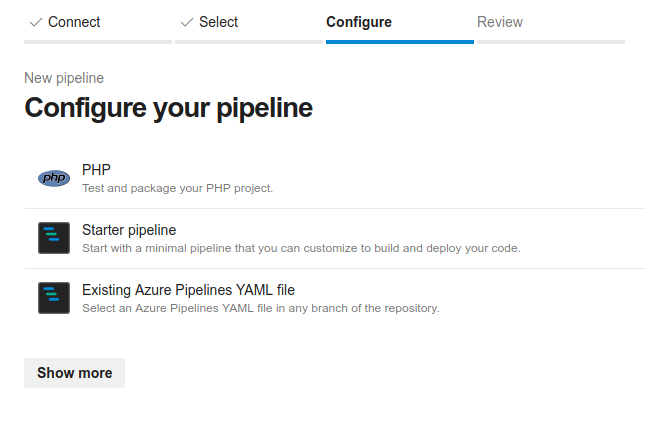 Connect Select Configure Review
New pipeline
Configure your pipeline
php PHP
Test and package your PHP project.
Starter pipeline
Start with a minimal pipeline that you can customize to build and deploy your code.
Existing Azure Pipelines YAML file
Select an Azure Pipelines YAML file in any branch of the repository.
Show more